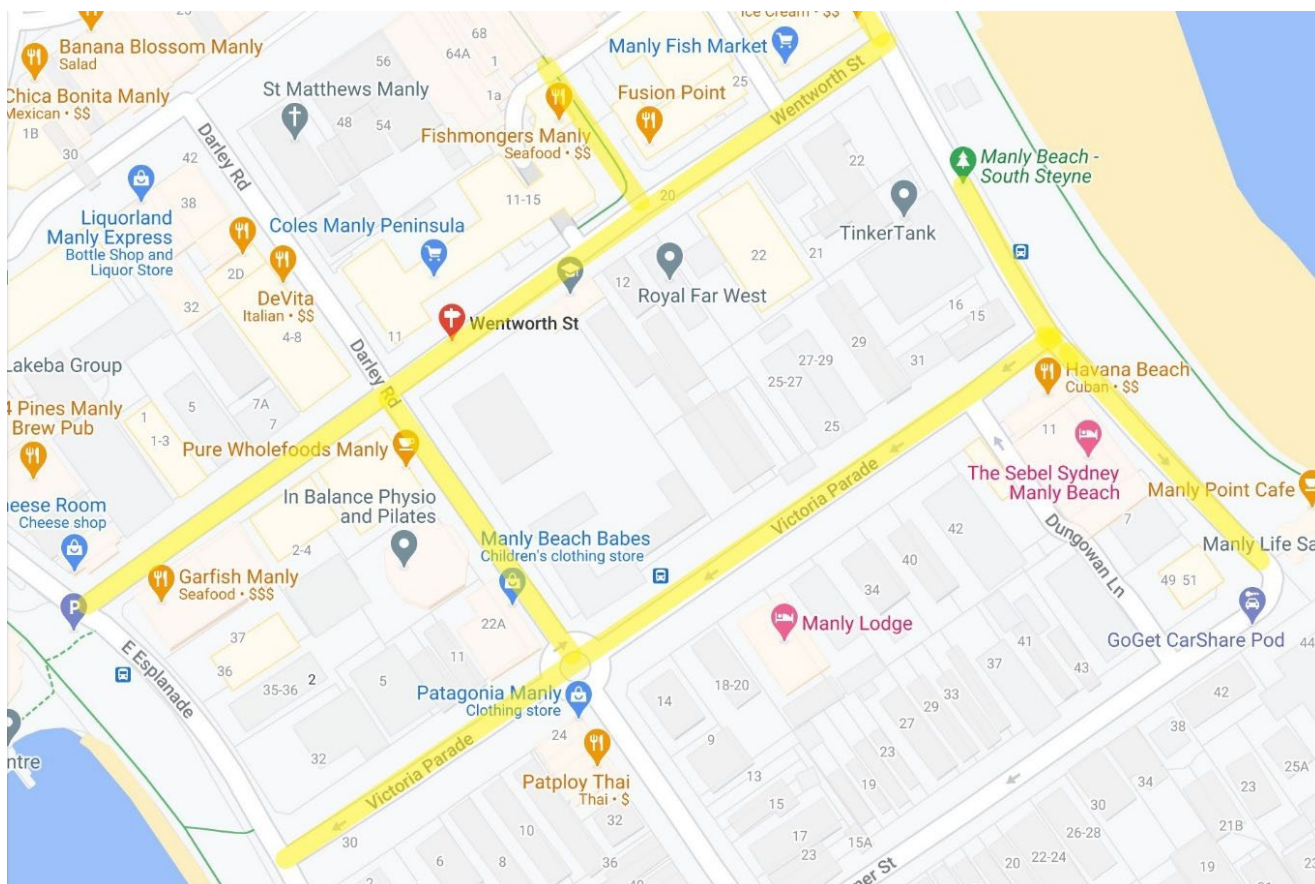 23
Ice Cream • $$
Banana Blossom Manly
Salad
68
64A
1
56
Manly Fish Market
Chica Bonita Manly
Mexican • $$
1B
30
St Matthews Manly
48
54
1a
Fusion Point
25
Wentworth St
Darley Rd
42
Fishmongers Manly
Seafood • $$
22
Manly Beach -
South Steyne
38
11-15
20
Liquorland
Manly Express
Bottle Shop and
Liquor Store
Coles Manly Peninsula
TinkerTank
2D
22
21
12
Royal Far West
DeVita
Italian • $$
32
4-8
11
Wentworth St
16
15
Lakeba Group
Darley Rd
27-29
29
31
25-27
Havana Beach
Cuban • $$
4 Pines Manly
Brew Pub
1
5
7A
7
1-3
25
11
Pure Wholefoods Manly
P
In Balance Physio
and Pilates
Victoria Parade
The Sebel Sydney
Manly Beach
Manly Point Cafe
Cheese shop
2-4
Manly Beach Babes
Children's clothing store
42
7
Dungowan Ln
40
Garfish Manly
Seafood • $$$
34
49
51
22A
Manly Lodge
GoGet CarShare Pod
37
E Esplanade
36
35-36
2
5
11
41
43
44
37
Patagonia Manly
Clothing store
14
18-20
33
29
27
42
24
9
23
38
32
Victoria Parade
Patploy Thai
Thai • $
13
19
34
25A
23
15
30
30
10
32
17
15A
26-28
21B
6
8
36
23
20
22-24
19
21